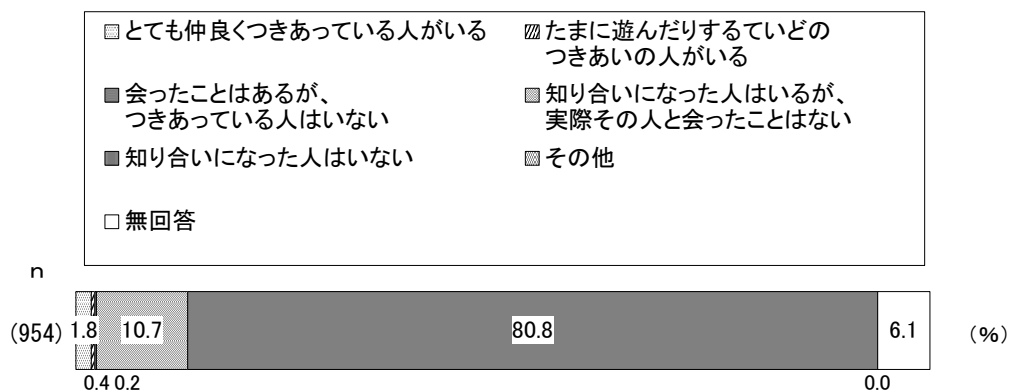 とても仲良くつきあっている人がいる
たまに遊んだりするていどの
つきあいの人がいる
会ったことはあるが、
つきあっている人はいない
知り合いになった人はいるが、
実際その人と会ったことはない
知り合いになった人はいない
その他
無回答
n
(954)
1.8
10.7
80.8
6.1
(%)
0.4
0.2
0.0